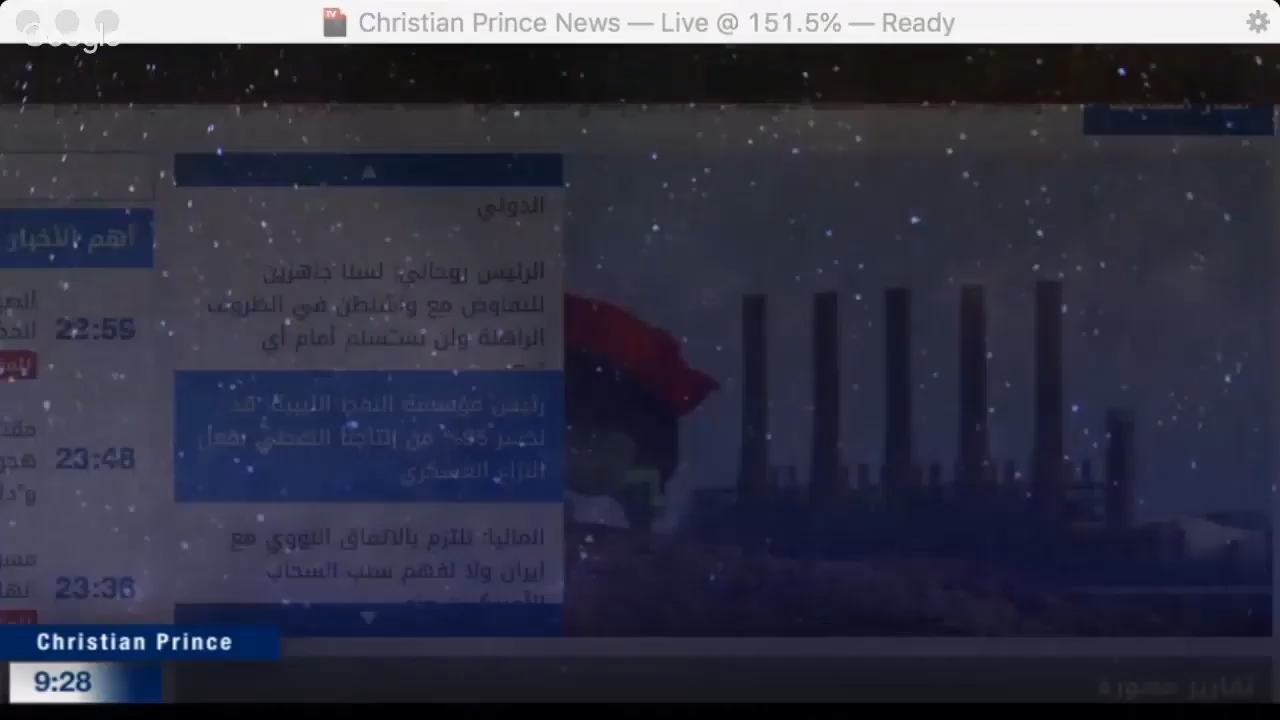 Christian Prince News — Live @ 151.5% — Ready
Google
الدولي
الرئيس روحاني: لسنا جاهزين
للتفاوض مع واشنطن في الظروف
الراهنة ولن نستسلم أمام أي
رئيس مؤسسة النفط الليبية: قد
نخسر 95% من إنتاجنا النفطي بفعل
النزاع العسكري
ألمانيا: نلتزم بالاتفاق النووي مع
إيران ولا نفهم سبب انسحاب
أهم الأخبار
22:59
23:48
23:36
تقارير مصورة
Christian Prince
9:28